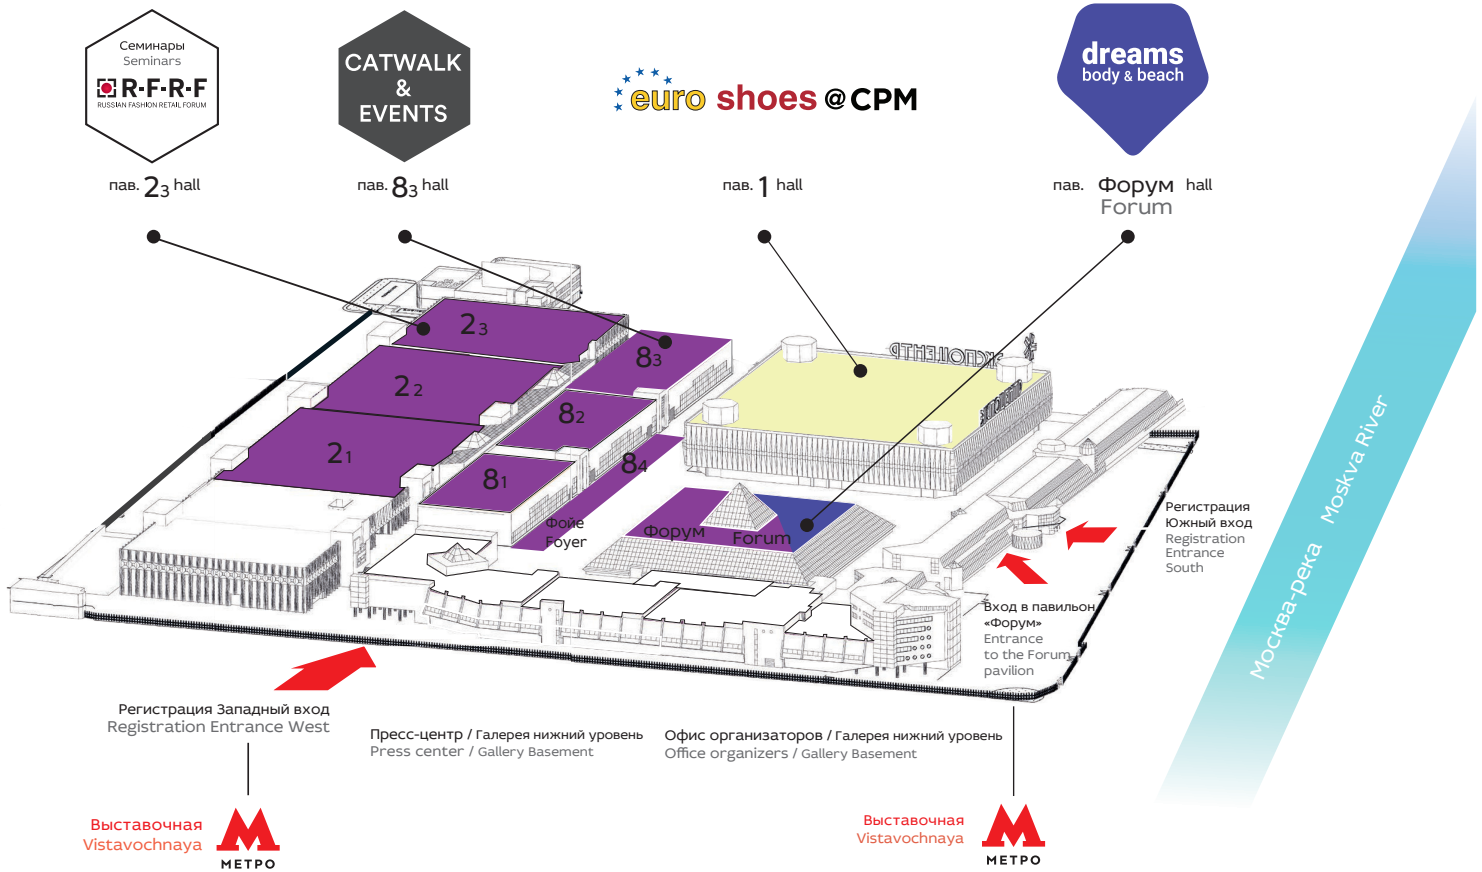 Семинары
Seminars
R-F-R-F
RUSSIAN FASHION RETAIL FORUM
CATWALK
&
EVENTS
euro shoes @ CPM
dreams
body & beach
пав. 23 hall
пав. 83 hall
пав. 1 hall
пав. Форум hall
Forum
23
22
21
83
82
81
84
ЭКСПОЦЕНТР
Фойе
Foyer
Форум
Forum
Регистрация
Южный вход
Registration
Entrance
South
Вход в павильон
«Форум»
Entrance
to the Forum
pavilion
Москва-река Moskva River
Регистрация Западный вход
Registration Entrance West
Пресс-центр / Галерея нижний уровень
Press center / Gallery Basement
Офис организаторов / Галерея нижний уровень
Office organizers / Gallery Basement
Выставочная
Vistavochnaya
МЕТРО
Выставочная
Vistavochnaya
МЕТРО